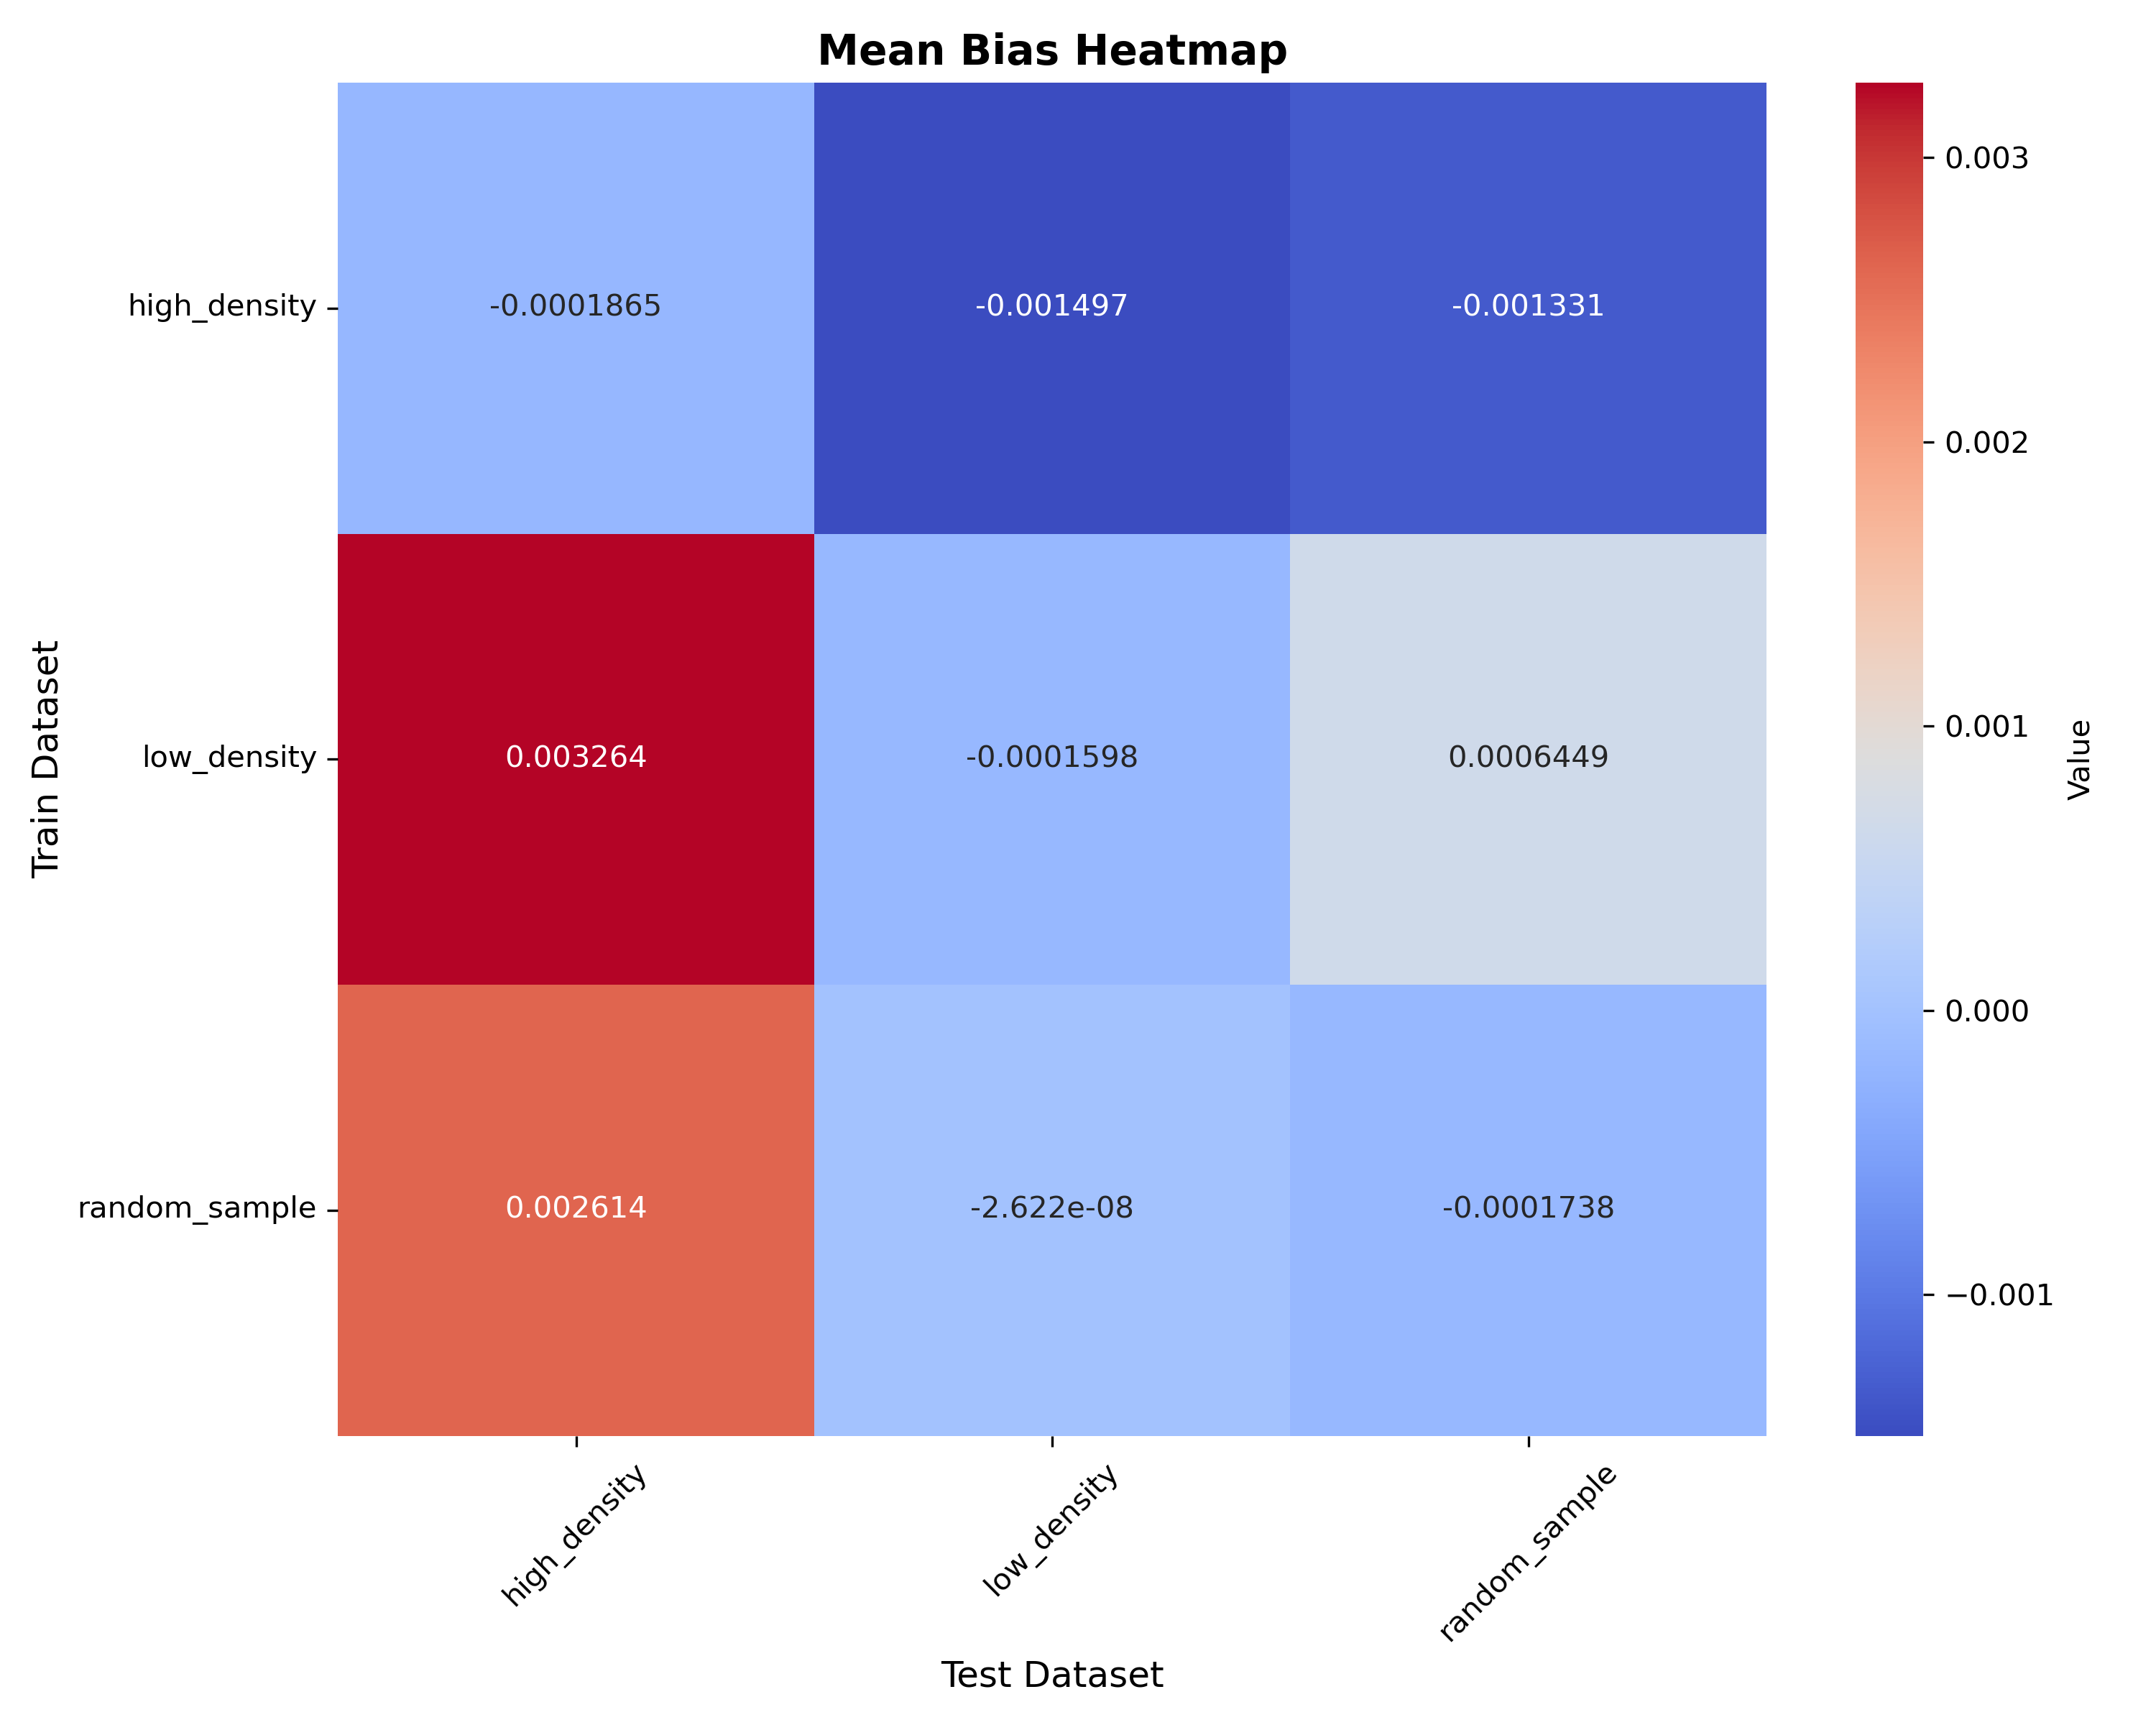 Mean Bias Heatmap
Train Dataset
high_density
-0.0001865
-0.001497
-0.001331
low_density
0.003264
-0.0001598
0.0006449
random_sample
0.002614
-2.622e-08
-0.0001738
high_density
low_density
random_sample
Test Dataset
0.003
0.002
0.001
0.000
−0.001
Value